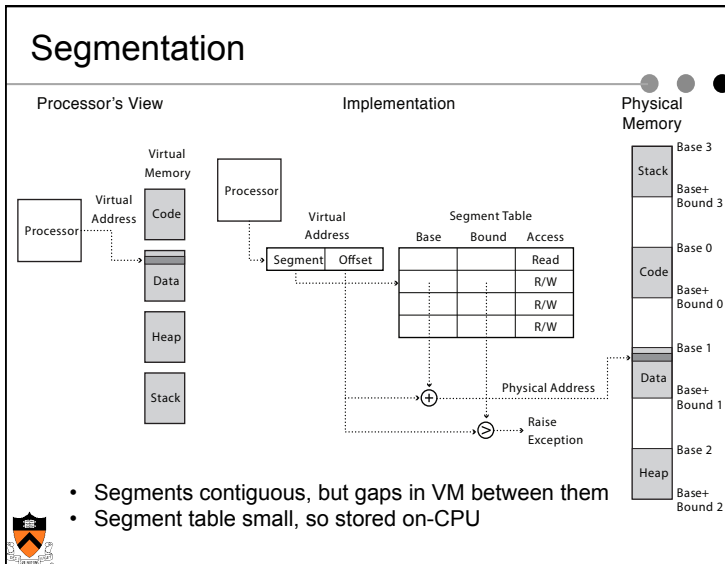 Segmentation
Processor's View
Implementation
Physical
Memory
Virtual
Memory
Processor
Virtual
Address
Code
Data
Heap
Stack
Processor
Virtual
Address
Segment
Offset
Segment Table
Base
Bound
Access
Read
R/W
R/W
R/W
+
Physical Address
>
Raise
Exception
Base 3
Stack
Base+
Bound 3
Base 0
Code
Base+
Bound 0
Base 1
Data
Base+
Bound 1
Base 2
Heap
Base+
Bound 2
• Segments contiguous, but gaps in VM between them
• Segment table small, so stored on-CPU